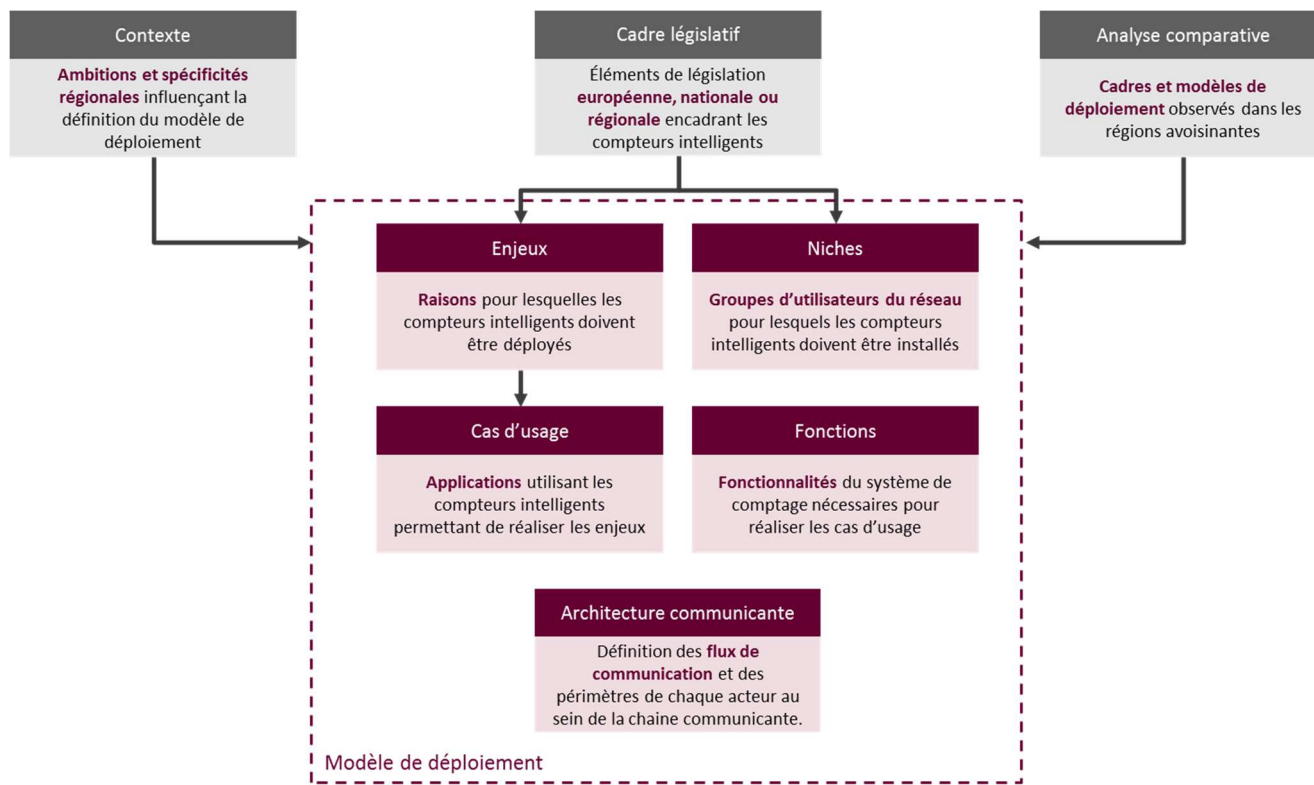 Contexte
Ambitions et spécificités
régionales influençant la
définition du modèle de
déploiement
Cadre législatif
Éléments de législation
européenne, nationale ou
régionale encadrant les
compteurs intelligents
Analyse comparative
Cadres et modèles de
déploiement observés dans les
régions avoisinantes
Enjeux
Raisons pour lesquelles les
compteurs intelligents doivent
être déployés
Niches
Groupes d’utilisateurs du réseau
pour lesquels les compteurs
intelligents doivent être installés
Cas d’usage
Applications utilisant les
compteurs intelligents
permettant de réaliser les enjeux
Fonctions
Fonctionnalités du système de
comptage nécessaires pour
réaliser les cas d’usage
Architecture communicante
Définition des flux de
communication et des
périmètres de chaque acteur au
sein de la chaine communicante.
Modèle de déploiement